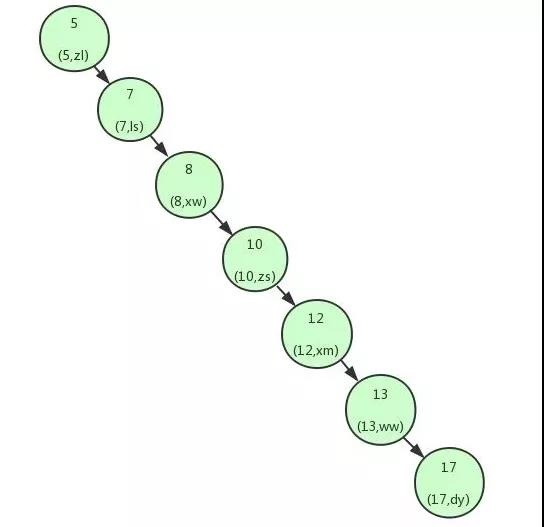 5
(5,zl)
7
(7,ls)
8
(8,xw)
10
(10,zs)
12
(12,xm)
13
(13,ww)
17
(17,dy)